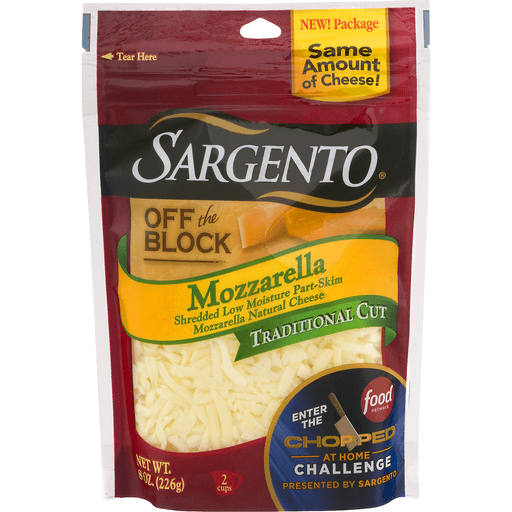 NEW! Package
Same
Amount
of Cheese!
Tear Here
SARGENTO®
OFF the
BLOCK
Mozzarella
Shredded Low Moisture Part-Skim
Mozzarella Natural Cheese
TRADITIONAL CUT
food
network
ENTER
THE
CHOPPED
AT HOME
CHALLENGE
PRESENTED BY SARGENTO
NET WT.
8 OZ. (226g)
2
cups